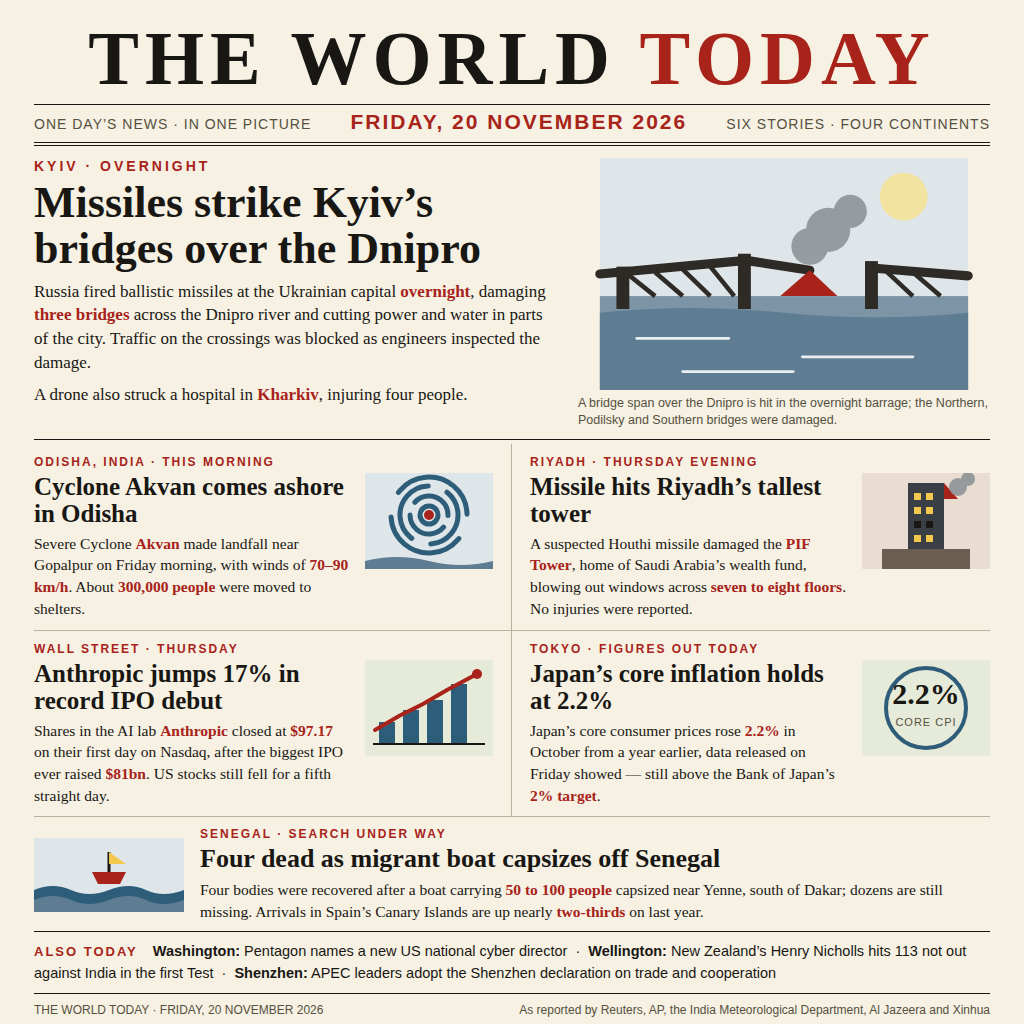 THE WORLD TODAY
ONE DAY'S NEWS · IN ONE PICTURE
FRIDAY, 20 NOVEMBER 2026
SIX STORIES · FOUR CONTINENTS
KYIV · OVERNIGHT
Missiles strike Kyiv’s
bridges over the Dnipro
Russia fired ballistic missiles at the Ukrainian capital overnight, damaging
three bridges across the Dnipro river and cutting power and water in parts
of the city. Traffic on the crossings was blocked as engineers inspected the
damage.
A drone also struck a hospital in Kharkiv, injuring four people.
A bridge span over the Dnipro is hit in the overnight barrage; the Northern,
Podilsky and Southern bridges were damaged.
ODISHA, INDIA · THIS MORNING
Cyclone Akvan comes ashore
in Odisha
Severe Cyclone Akvan made landfall near
Gopalpur on Friday morning, with winds of 70–90
km/h. About 300,000 people were moved to
shelters.
RIYADH · THURSDAY EVENING
Missile hits Riyadh’s tallest
tower
A suspected Houthi missile damaged the PIF
Tower, home of Saudi Arabia’s wealth fund,
blowing out windows across seven to eight floors.
No injuries were reported.
WALL STREET · THURSDAY
Anthropic jumps 17% in
record IPO debut
Shares in the AI lab Anthropic closed at $97.17
on their first day on Nasdaq, after the biggest IPO
ever raised $81bn. US stocks still fell for a fifth
straight day.
TOKYO · FIGURES OUT TODAY
Japan’s core inflation holds
at 2.2%
Japan’s core consumer prices rose 2.2% in
October from a year earlier, data released on
Friday showed — still above the Bank of Japan’s
2% target.
2.2%
CORE CPI
SENEGAL · SEARCH UNDER WAY
Four dead as migrant boat capsizes off Senegal
Four bodies were recovered after a boat carrying 50 to 100 people capsized near Yenne, south of Dakar; dozens are still
missing. Arrivals in Spain’s Canary Islands are up nearly two-thirds on last year.
ALSO TODAY Washington: Pentagon names a new US national cyber director · Wellington: New Zealand’s Henry Nicholls hits 113 not out
against India in the first Test · Shenzhen: APEC leaders adopt the Shenzhen declaration on trade and cooperation
THE WORLD TODAY · FRIDAY, 20 NOVEMBER 2026
As reported by Reuters, AP, the India Meteorological Department, Al Jazeera and Xinhua